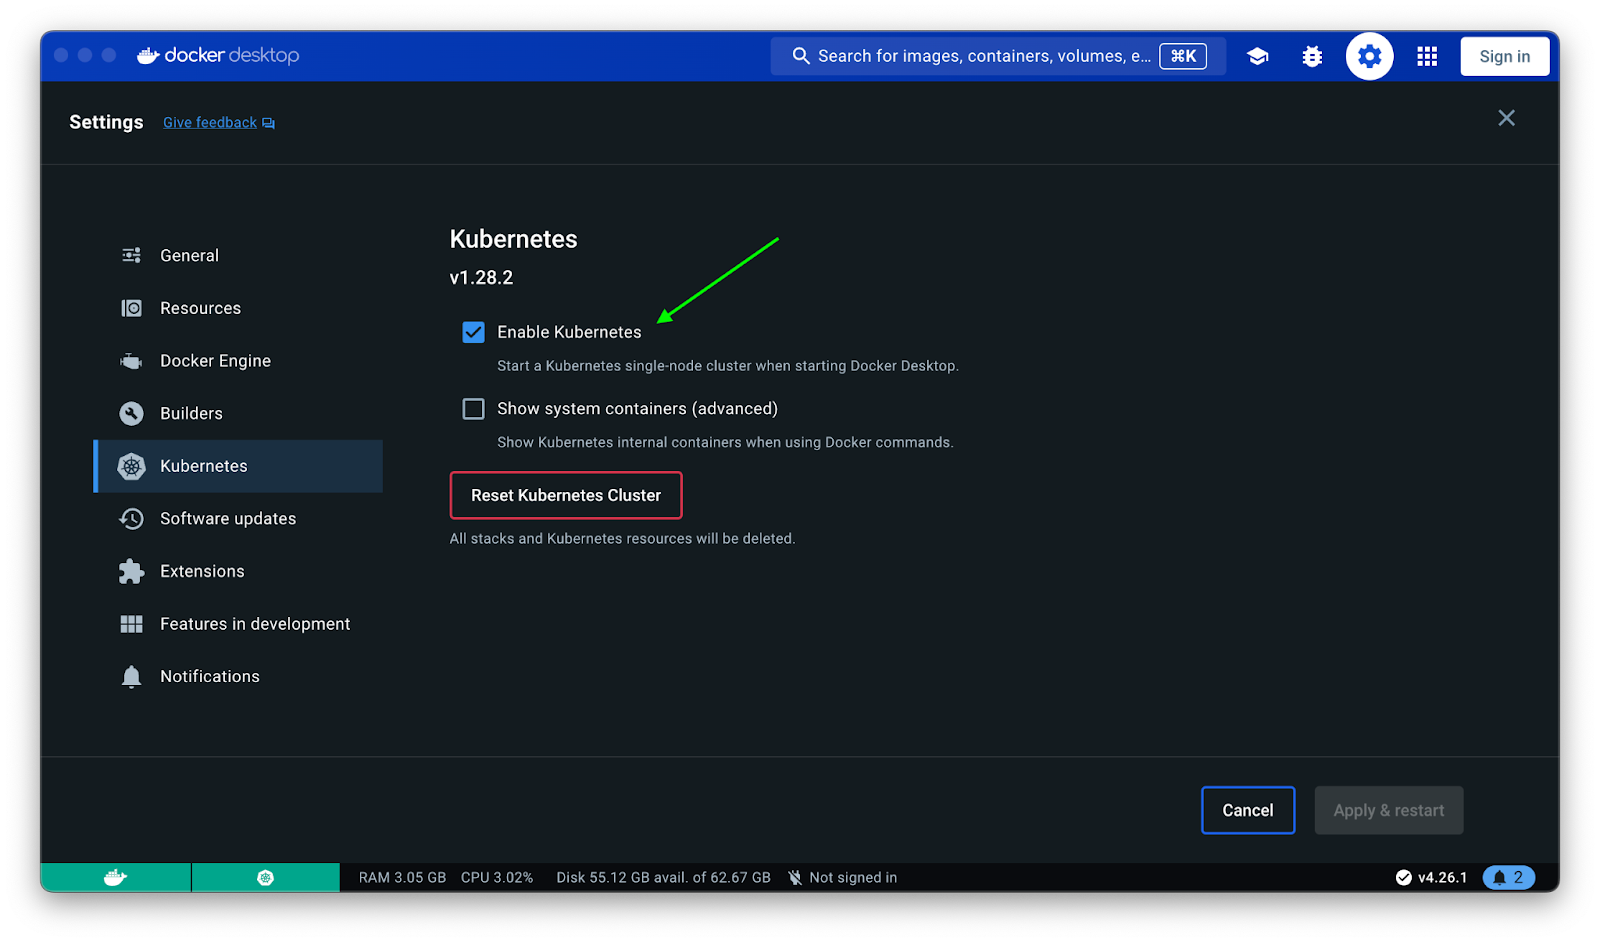 docker desktop
Search for images, containers, volumes, e... ⌘K
Sign in
Settings Give feedback
General
Resources
Docker Engine
Builders
Kubernetes
Software updates
Extensions
Features in development
Notifications
Kubernetes
v1.28.2
Enable Kubernetes
Start a Kubernetes single-node cluster when starting Docker Desktop.
Show system containers (advanced)
Show Kubernetes internal containers when using Docker commands.
Reset Kubernetes Cluster
All stacks and Kubernetes resources will be deleted.
Cancel
Apply & restart
RAM 3.05 GB CPU 3.02% Disk 55.12 GB avail. of 62.67 GB Not signed in
v4.26.1
2